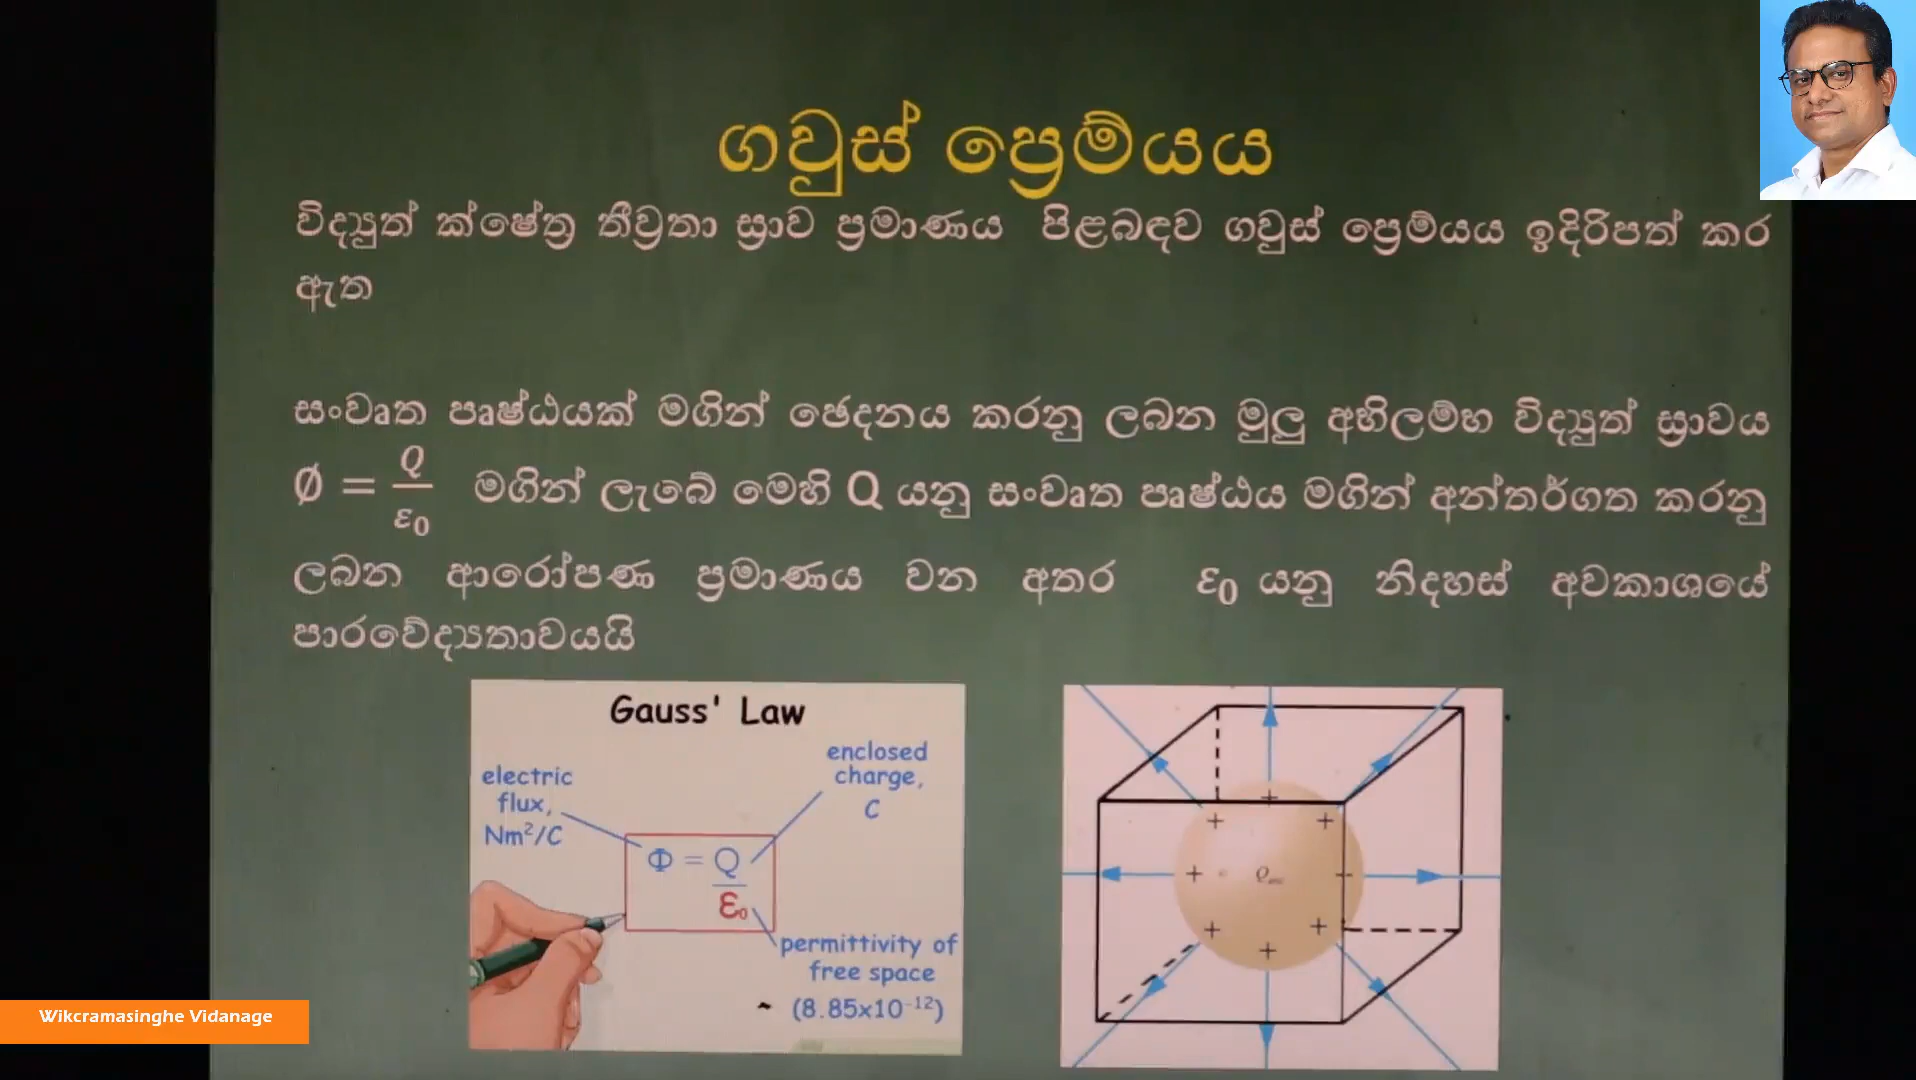 ගවුස් ප්‍රෙම්යය
විද්‍යුත් ක්ෂේත්‍ර තීව්‍රතා ස්‍රාව ප්‍රමාණය පිළබඳව ගවුස් ප්‍රෙම්යය ඉදිරිපත් කර
ඇත
සංවෘත පෘෂ්ඨයක් මගින් ඡෙදනය කරනු ලබන මුලු අභිලම්භ විද්‍යුත් ස්‍රාවය
∅ = Q/ε₀ මගින් ලැබේ මෙහි Q යනු සංවෘත පෘෂ්ඨය මගින් අන්තර්ගත කරනු
ලබන ආරෝපණ ප්‍රමාණය වන අතර ε₀ යනු නිදහස් අවකාශයේ
පාරවේද්‍යතාවයයි
Gauss' Law
electric
flux,
Nm²/C
enclosed
charge,
C
Φ = Q/ε₀
permittivity of
free space
~ (8.85x10⁻¹²)
+ + +
+ Q +
+ + +
Wikcramasinghe Vidanage